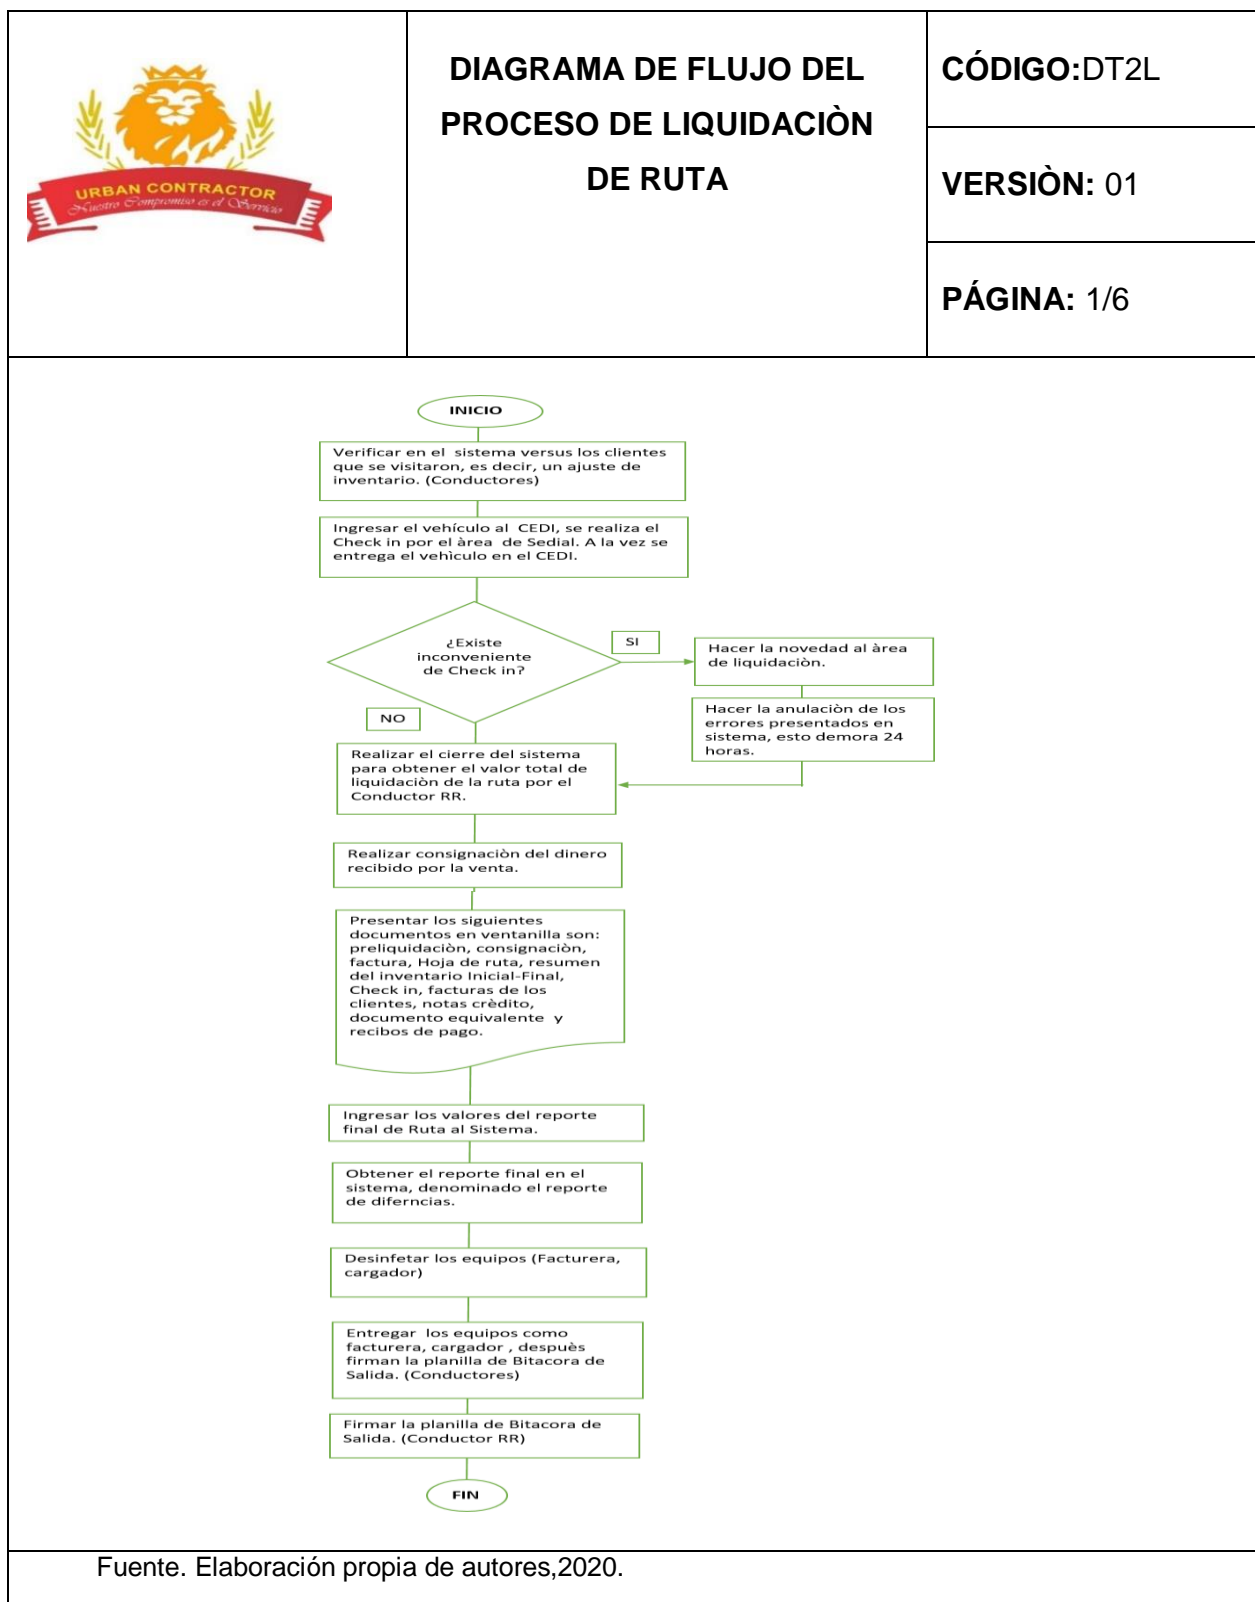 URBAN CONTRACTOR
Nuestro Compromiso es el Servicio
DIAGRAMA DE FLUJO DEL
PROCESO DE LIQUIDACIÒN
DE RUTA
CÓDIGO:DT2L
VERSIÒN: 01
PÁGINA: 1/6
INICIO
Verificar en el sistema versus los clientes
que se visitaron, es decir, un ajuste de
inventario. (Conductores)
Ingresar el vehículo al CEDI, se realiza el
Check in por el àrea de Sedial. A la vez se
entrega el vehìculo en el CEDI.
¿Existe
inconveniente
de Check in?
SI
Hacer la novedad al àrea
de liquidaciòn.
Hacer la anulaciòn de los
errores presentados en
sistema, esto demora 24
horas.
NO
Realizar el cierre del sistema
para obtener el valor total de
liquidaciòn de la ruta por el
Conductor RR.
Realizar consignaciòn del dinero
recibido por la venta.
Presentar los siguientes
documentos en ventanilla son:
preliquidaciòn, consignaciòn,
factura, Hoja de ruta, resumen
del inventario Inicial-Final,
Check in, facturas de los
clientes, notas crèdito,
documento equivalente y
recibos de pago.
Ingresar los valores del reporte
final de Ruta al Sistema.
Obtener el reporte final en el
sistema, denominado el reporte
de diferncias.
Desinfetar los equipos (Facturera,
cargador)
Entregar los equipos como
facturera, cargador , despuès
firman la planilla de Bitacora de
Salida. (Conductores)
Firmar la planilla de Bitacora de
Salida. (Conductor RR)
FIN
Fuente. Elaboración propia de autores,2020.